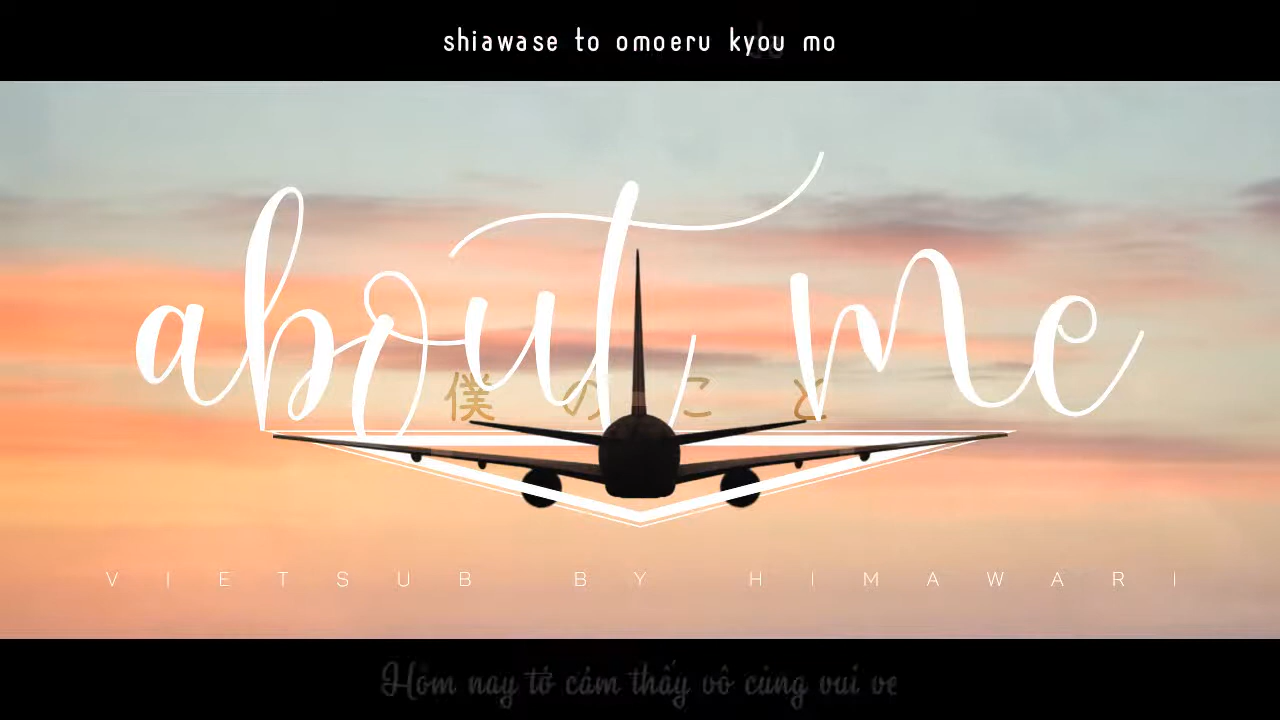 shiawase to omoeru kyou mo
about me
僕のこと
VIETSUB BY HIMAWARI
Hôm nay tớ cảm thấy vô cùng vui vẻ